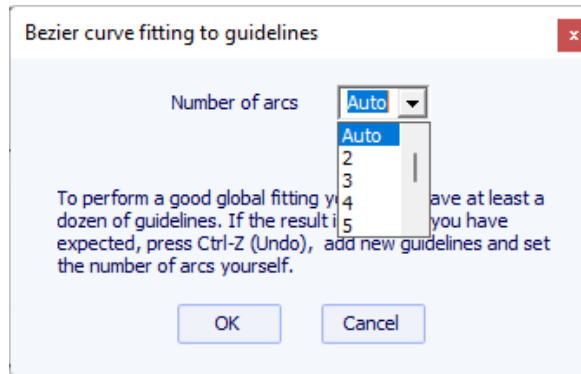 Bezier curve fitting to guidelines
x
Number of arcs Auto
Auto
2
3
4
5
To perform a good global fitting y ave at least a
dozen of guidelines. If the result i you have
expected, press Ctrl-Z (Undo), add new guidelines and set
the number of arcs yourself.
OK Cancel